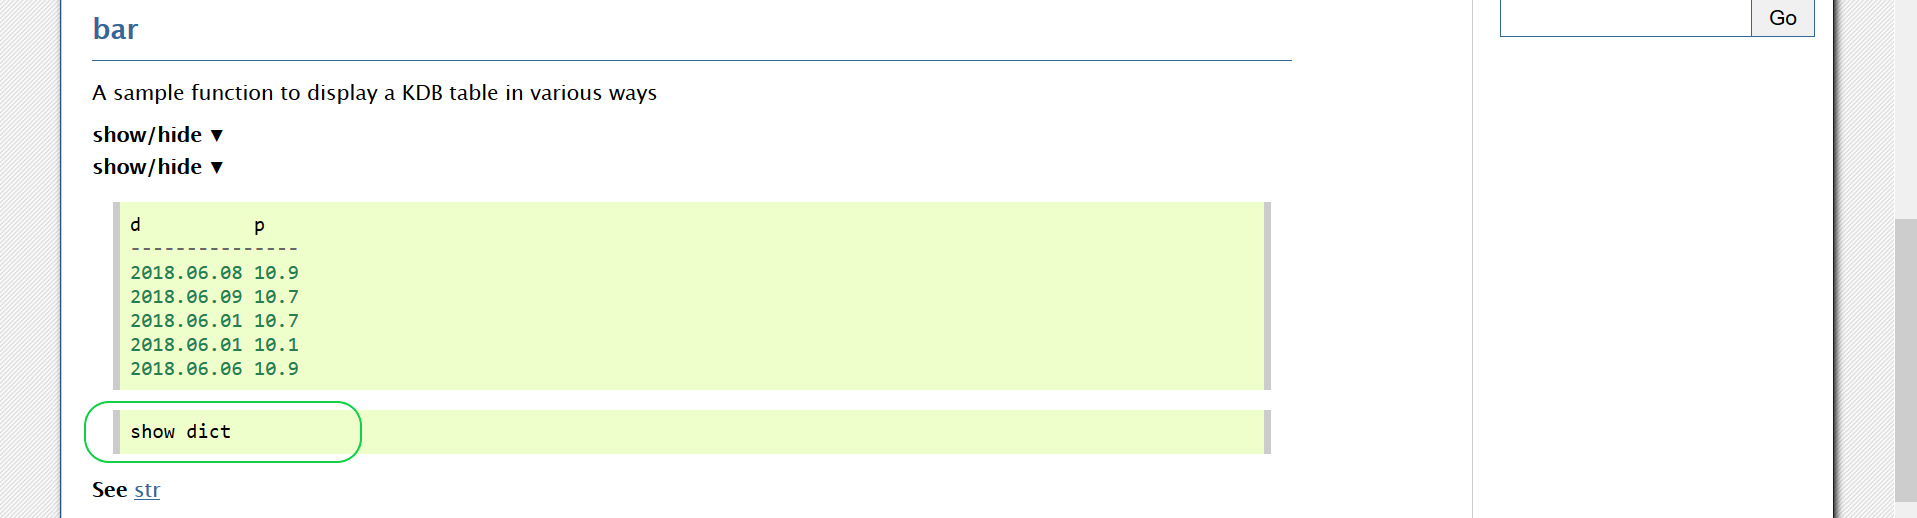 bar
Go
A sample function to display a KDB table in various ways
show/hide ▼
show/hide ▼
d          p
---------------
2018.06.08 10.9
2018.06.09 10.7
2018.06.01 10.7
2018.06.01 10.1
2018.06.06 10.9
show dict
See str